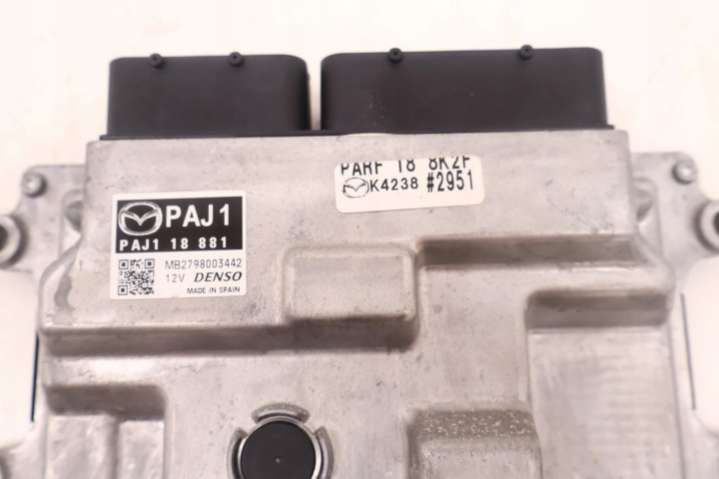 PARF 18 8K2F
K4238 #2951
PAJ1
PAJ1 18 881
MB2798003442
12V DENSO
MADE IN SPAIN